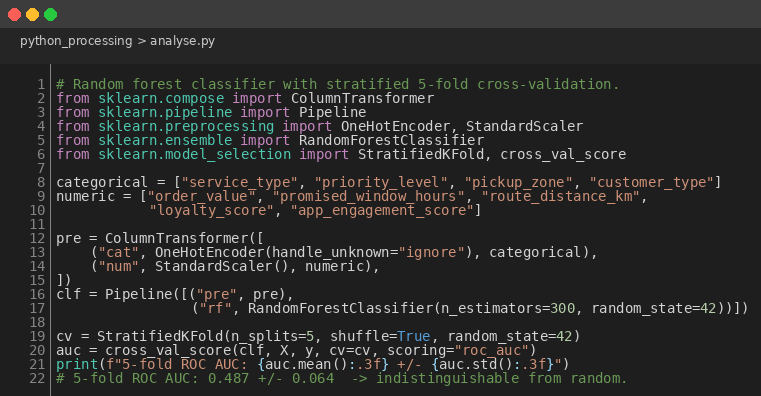 python_processing > analyse.py
1 # Random forest classifier with stratified 5-fold cross-validation.
2 from sklearn.compose import ColumnTransformer
3 from sklearn.pipeline import Pipeline
4 from sklearn.preprocessing import OneHotEncoder, StandardScaler
5 from sklearn.ensemble import RandomForestClassifier
6 from sklearn.model_selection import StratifiedKFold, cross_val_score
7
8 categorical = ["service_type", "priority_level", "pickup_zone", "customer_type"]
9 numeric = ["order_value", "promised_window_hours", "route_distance_km",
10            "loyalty_score", "app_engagement_score"]
11
12 pre = ColumnTransformer([
13     ("cat", OneHotEncoder(handle_unknown="ignore"), categorical),
14     ("num", StandardScaler(), numeric),
15 ])
16 clf = Pipeline([("pre", pre),
17                 ("rf", RandomForestClassifier(n_estimators=300, random_state=42))])
18
19 cv = StratifiedKFold(n_splits=5, shuffle=True, random_state=42)
20 auc = cross_val_score(clf, X, y, cv=cv, scoring="roc_auc")
21 print(f"5-fold ROC AUC: {auc.mean():.3f} +/- {auc.std():.3f}")
22 # 5-fold ROC AUC: 0.487 +/- 0.064  -> indistinguishable from random.